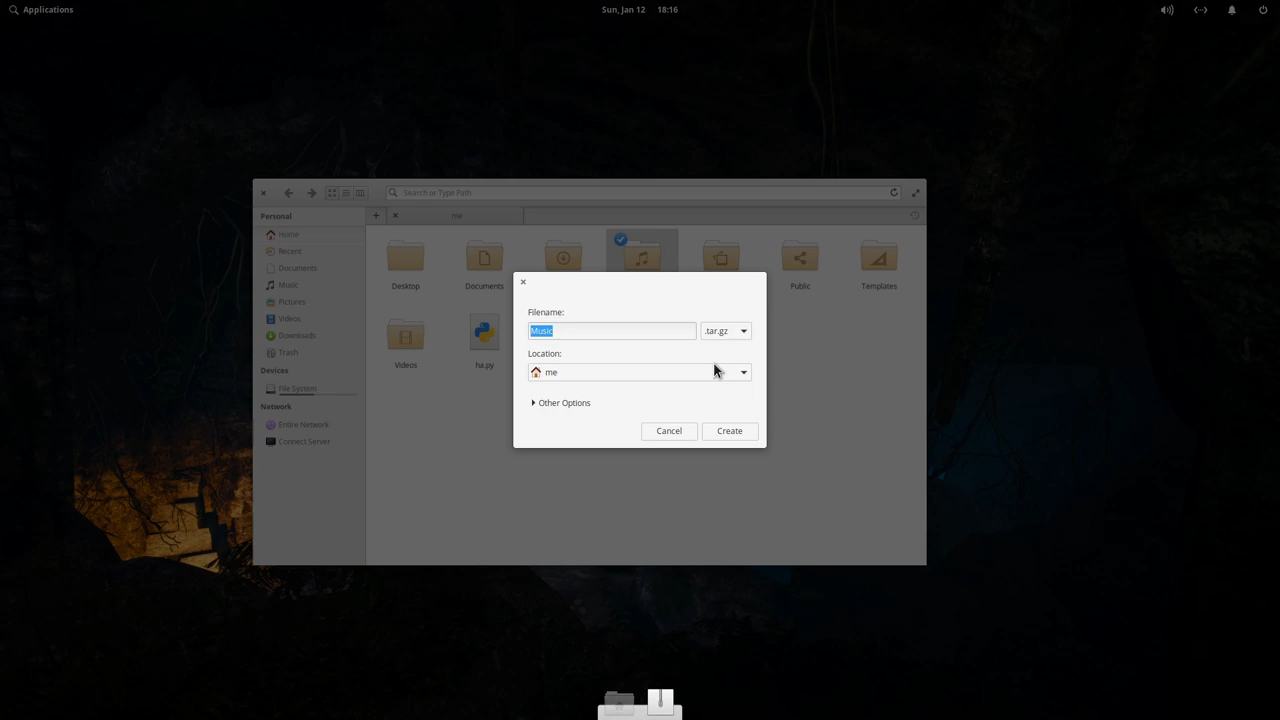 Applications
Sun, Jan 12 18:16
Search or Type Path
Personal
me
Home
Recent
Documents
Music
Pictures
Videos
Downloads
Trash
Devices
File System
Network
Entire Network
Connect Server
Desktop
Documents
Public
Templates
Videos
ha.py
Filename:
Music
.tar.gz
Location:
me
Other Options
Cancel
Create